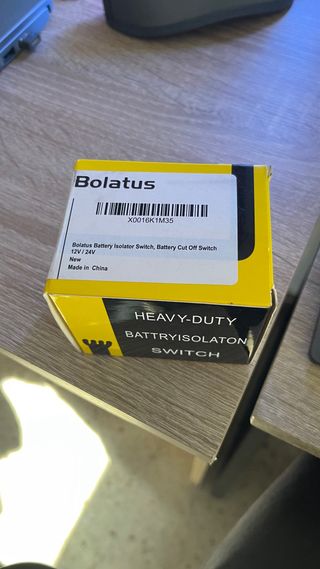 Bolatus
X0016K1M35
Bolatus Battery Isolator Switch, Battery Cut Off Switch
12V / 24V
New
Made in China
HEAVY-DUTY
BATTRYISOLATON
SWITCH